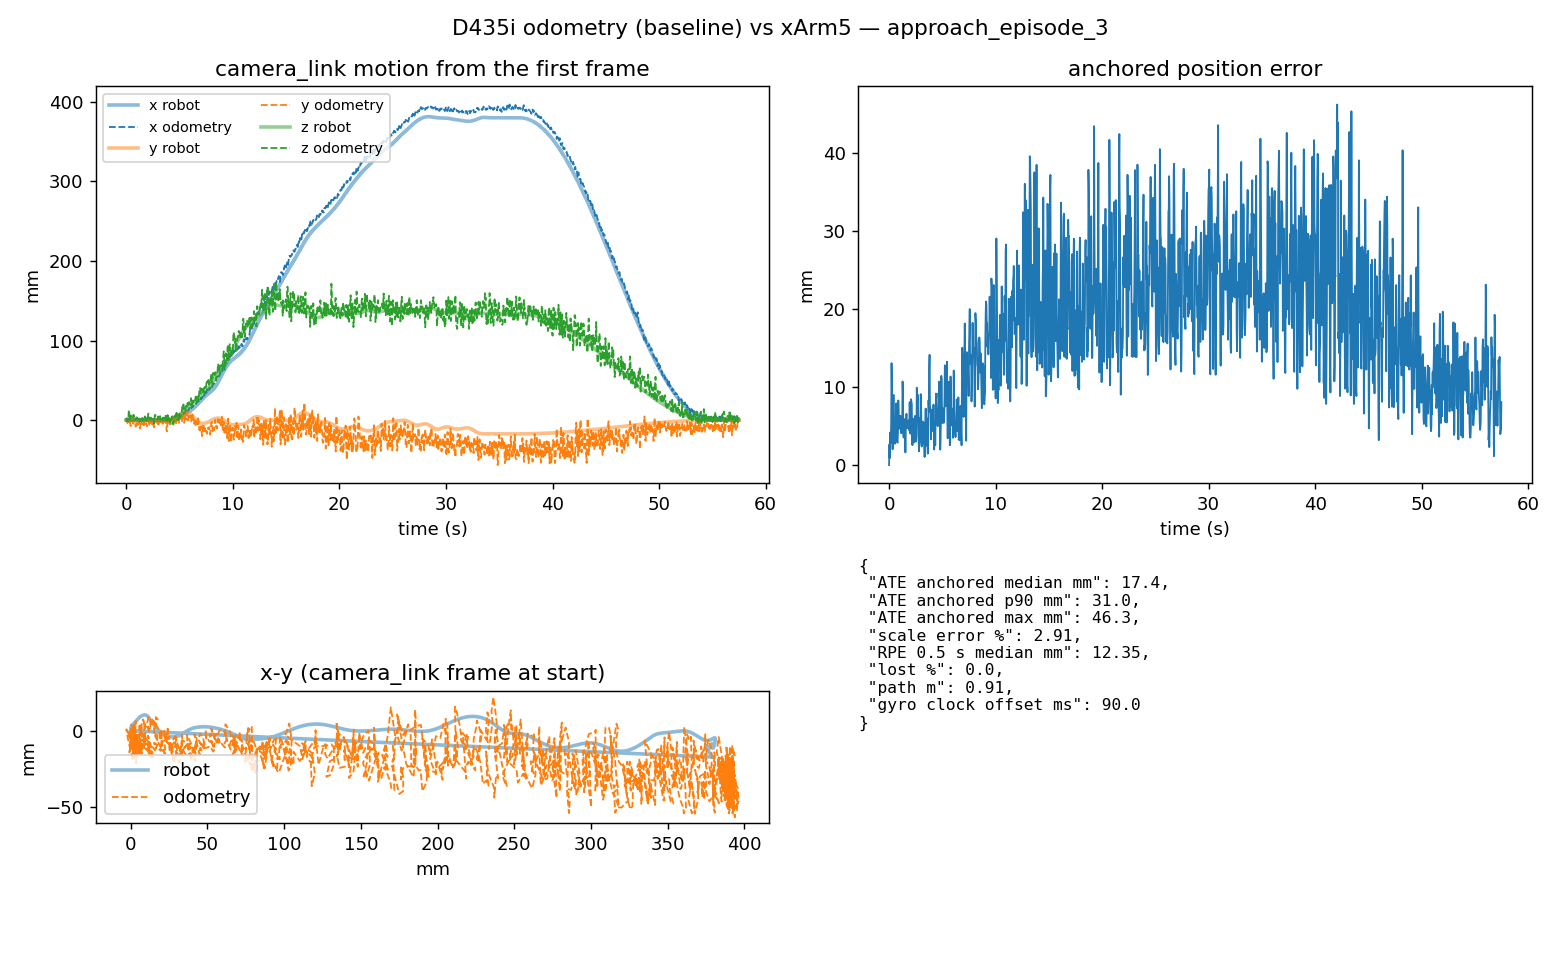 D435i odometry (baseline) vs xArm5 — approach_episode_3
camera_link motion from the first frame
x robot
x odometry
y robot
y odometry
z robot
z odometry
400
300
200
100
0
mm
0 10 20 30 40 50 60
time (s)
anchored position error
40
30
20
10
0
mm
0 10 20 30 40 50 60
time (s)
x-y (camera_link frame at start)
0
−50
mm
robot
odometry
0 50 100 150 200 250 300 350 400
mm
{
"ATE anchored median mm": 17.4,
"ATE anchored p90 mm": 31.0,
"ATE anchored max mm": 46.3,
"scale error %": 2.91,
"RPE 0.5 s median mm": 12.35,
"lost %": 0.0,
"path m": 0.91,
"gyro clock offset ms": 90.0
}